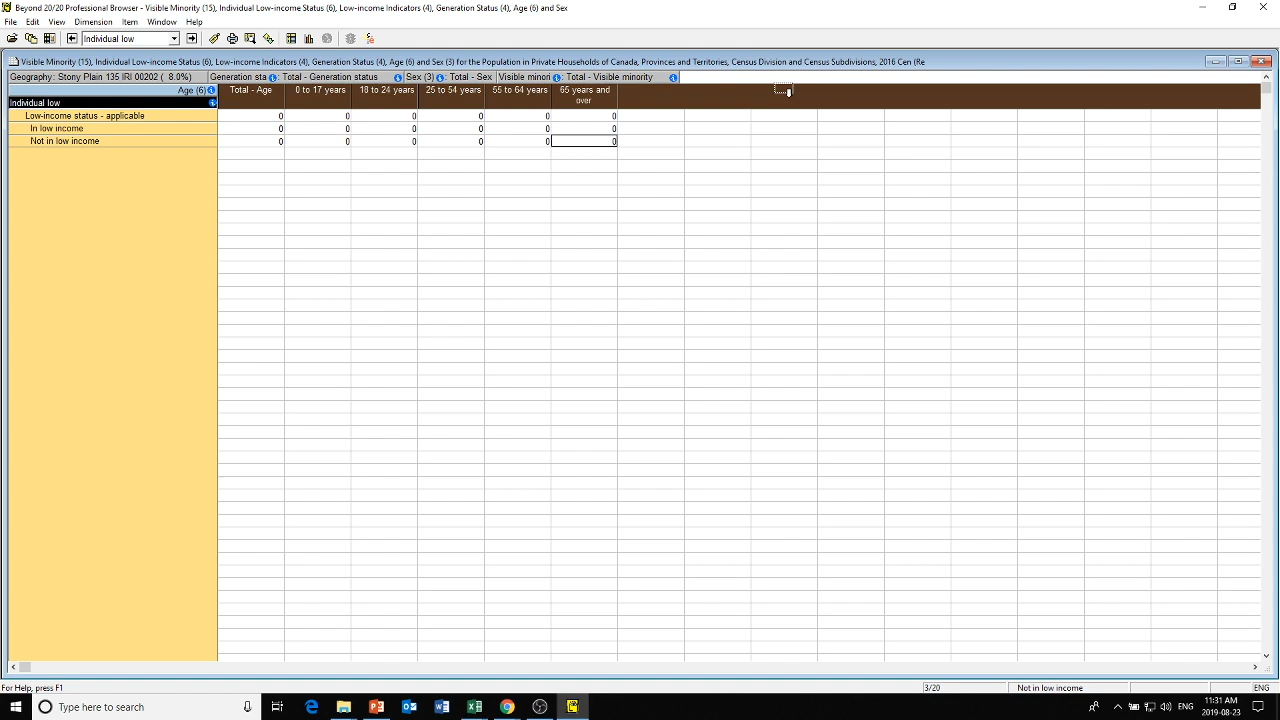 Beyond 20/20 Professional Browser - Visible Minority (15), Individual Low-income Status (6), Low-income Indicators (4), Generation Status (4), Age (6) and Sex
File Edit View Dimension Item Window Help
Individual low
Visible Minority (15), Individual Low-income Status (6), Low-income Indicators (4), Generation Status (4), Age (6) and Sex (3) for the Population in Private Households of Canada, Provinces and Territories, Census Division and Census Subdivisions, 2016 Cen (Re
Geography: Stony Plain 135 IRI 00202 ( 8.0%) Generation sta : Total - Generation status Sex (3) : Total - Sex Visible minori : Total - Visible minority
Age (6) Total - Age 0 to 17 years 18 to 24 years 25 to 54 years 55 to 64 years 65 years and over
Individual low
Low-income status - applicable 0 0 0 0 0 0
In low income 0 0 0 0 0 0
Not in low income 0 0 0 0 0 0
For Help, press F1 3/20 Not in low income ENG
Type here to search ENG 11:31 AM
2019-08-23